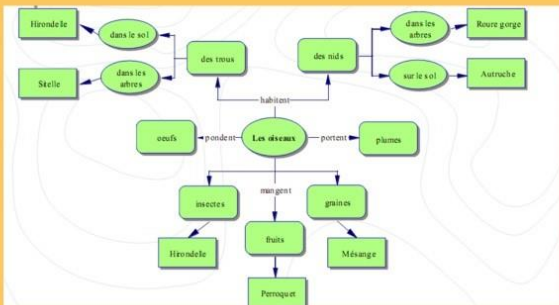 Hirondelle
dans le sol
des trous
des nids
dans les
arbres
Roure gorge
Sitelle
dans les
arbres
sur le sol
Autruche
habitent
oeufs
pondent
Les oiseaux
portent
plumes
insectes
mangent
graines
Hirondelle
fruits
Mésange
Perroquet